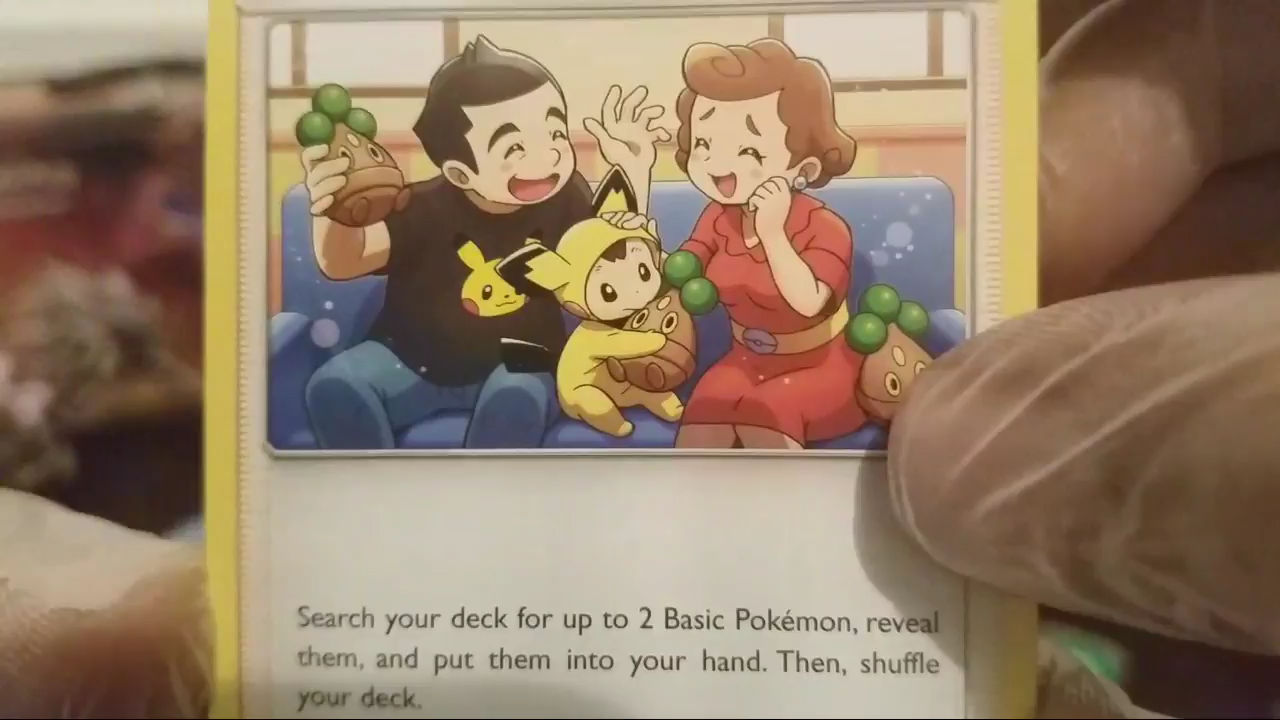 Search your deck for up to 2 Basic Pokémon, reveal
them, and put them into your hand. Then, shuffle
your deck.